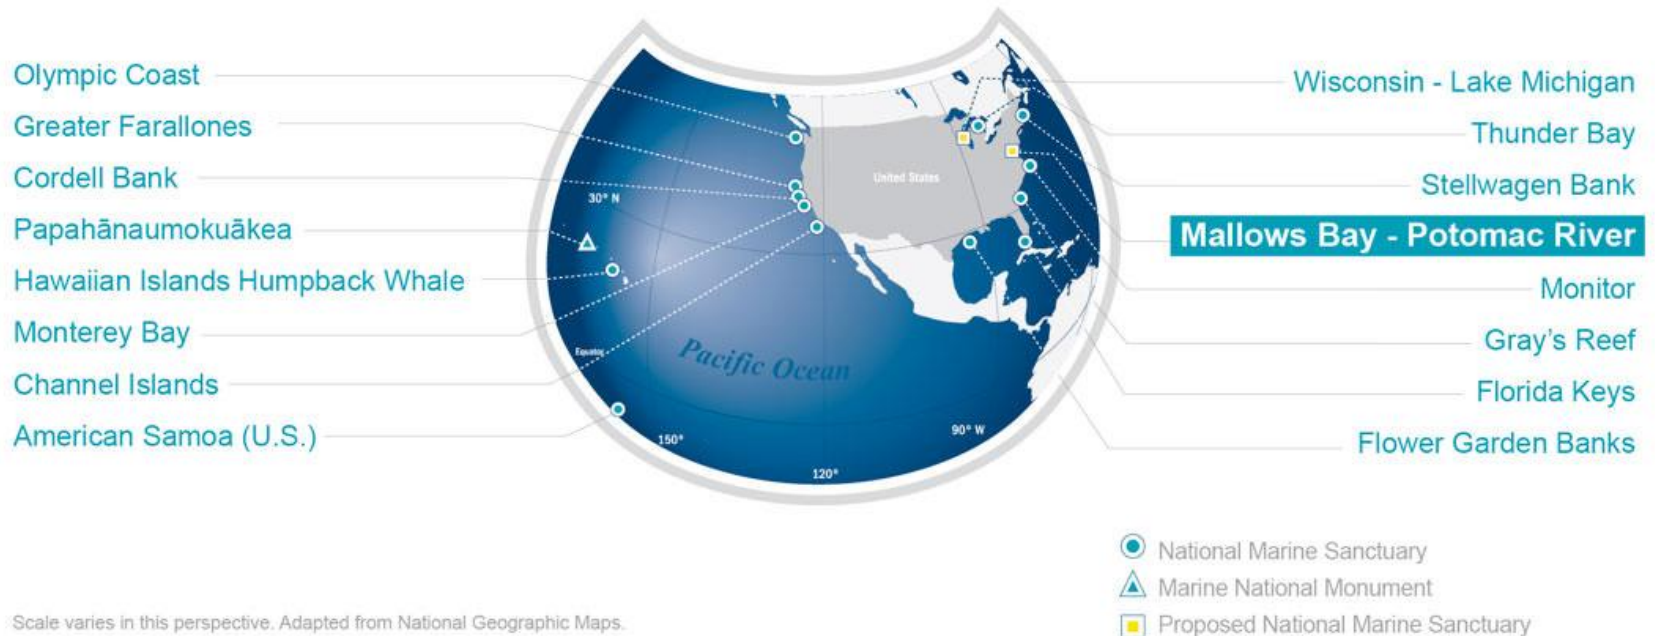 Olympic Coast
Greater Farallones
Cordell Bank
Papahānaumokuākea
Hawaiian Islands Humpback Whale
Monterey Bay
Channel Islands
American Samoa (U.S.)
United States
30° N
Pacific Ocean
Equator
150°
120°
90° W
Wisconsin - Lake Michigan
Thunder Bay
Stellwagen Bank
Mallows Bay - Potomac River
Monitor
Gray's Reef
Florida Keys
Flower Garden Banks
National Marine Sanctuary
Marine National Monument
Proposed National Marine Sanctuary
Scale varies in this perspective. Adapted from National Geographic Maps.